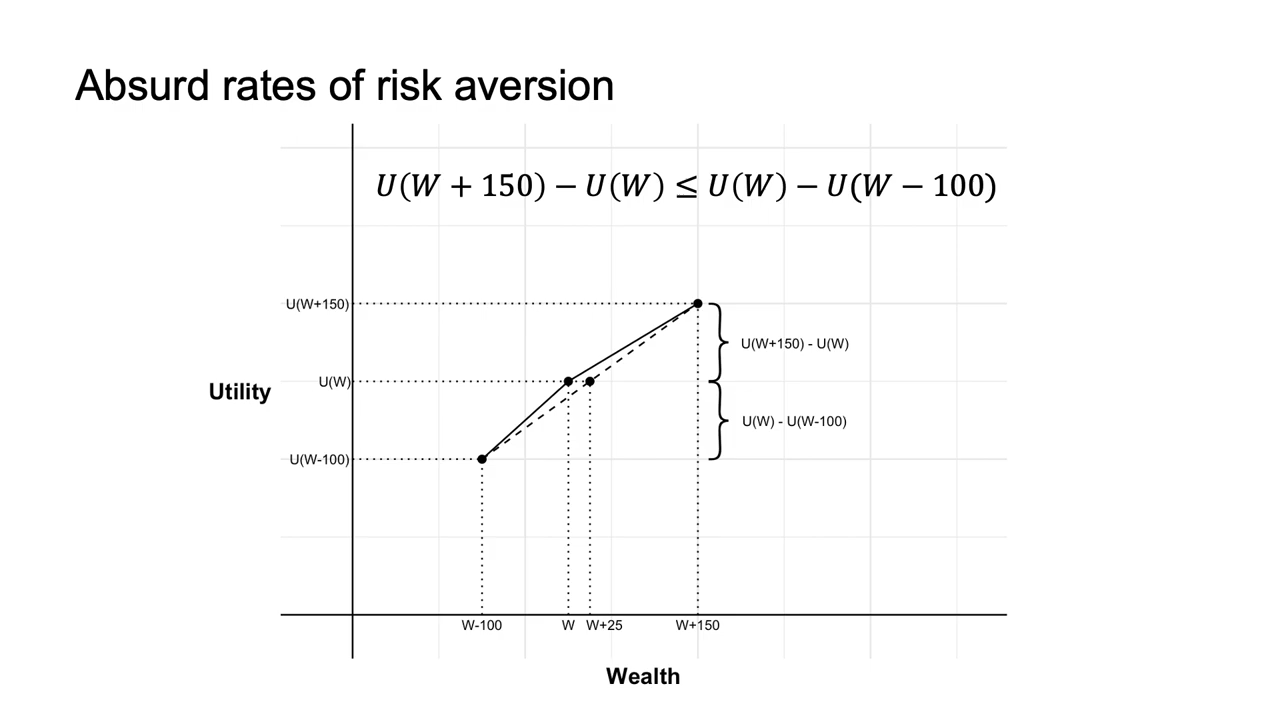 Absurd rates of risk aversion
U(W + 150) − U(W) ≤ U(W) − U(W − 100)
U(W+150)
U(W+150) - U(W)
U(W)
Utility
U(W) - U(W-100)
U(W-100)
W-100
W
W+25
W+150
Wealth